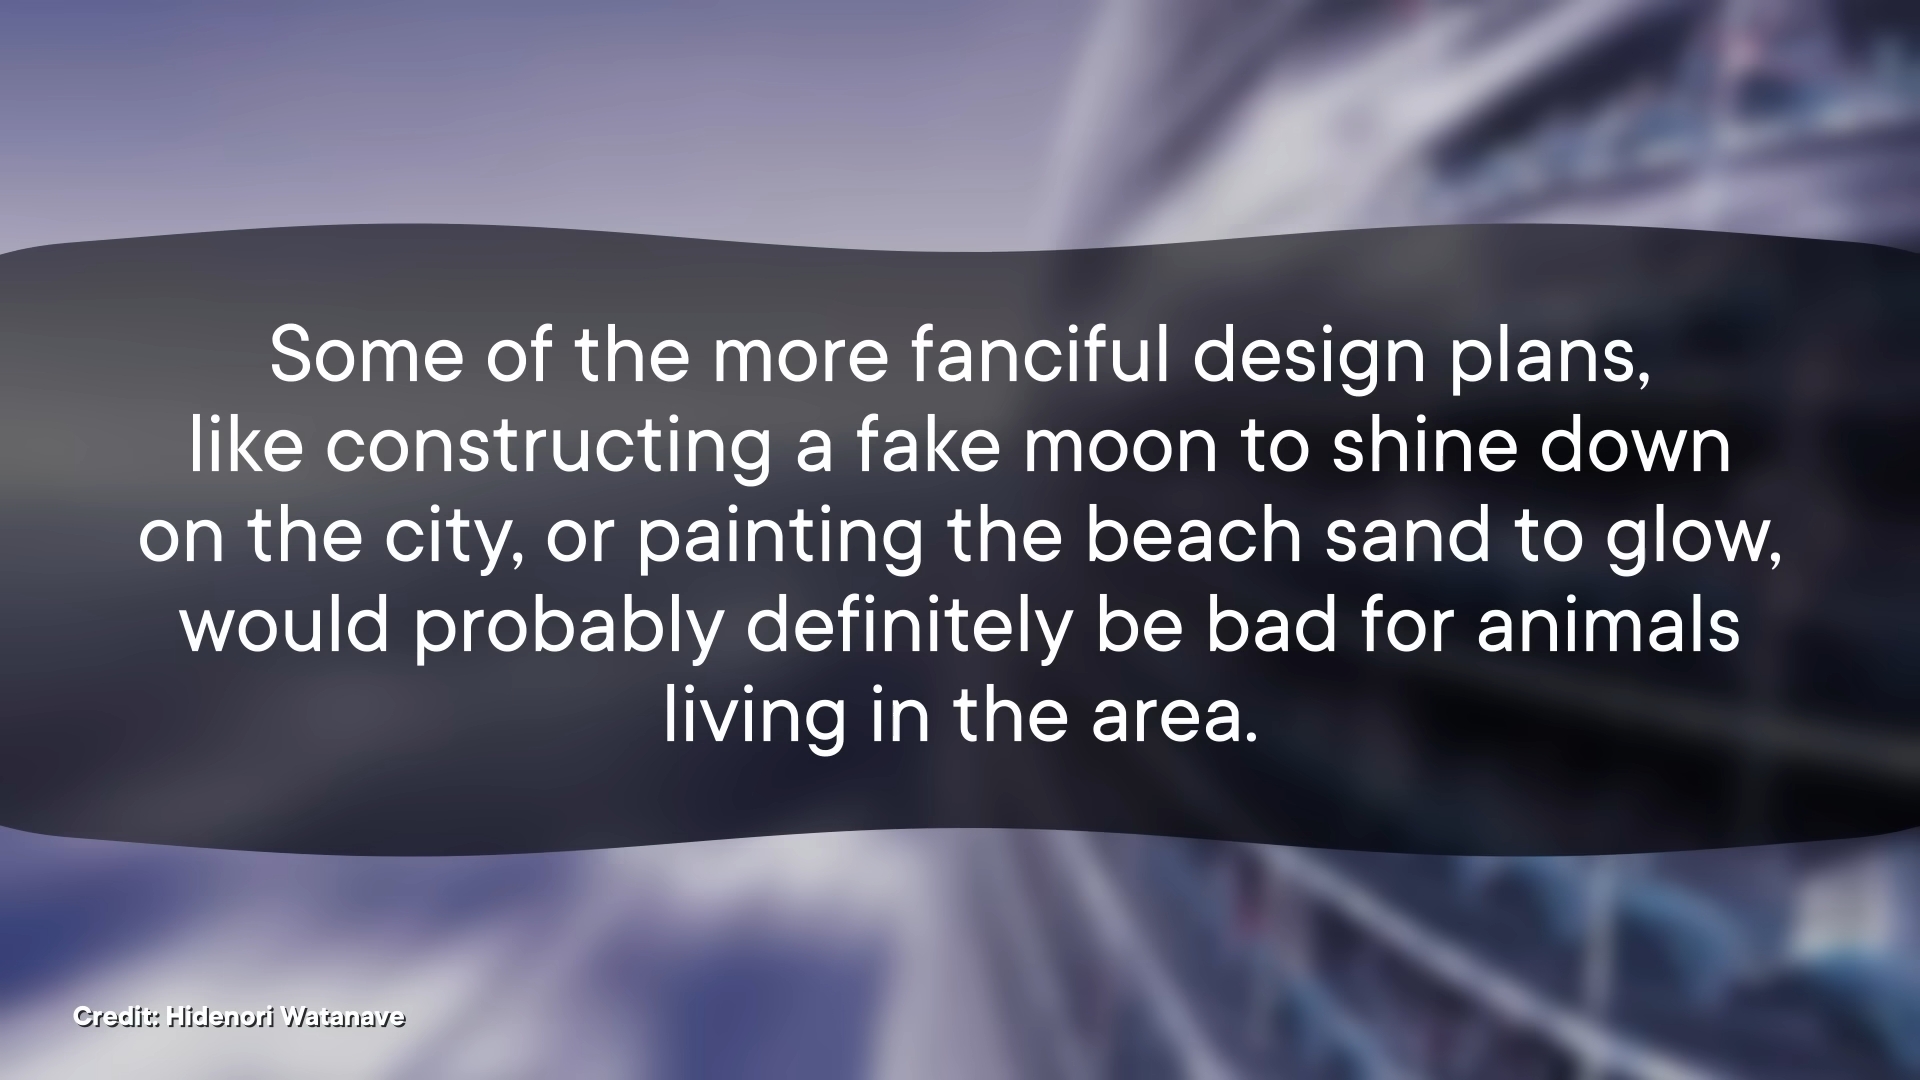 Some of the more fanciful design plans,
like constructing a fake moon to shine down
on the city, or painting the beach sand to glow,
would probably definitely be bad for animals
living in the area.
Credit: Hidenori Watanave